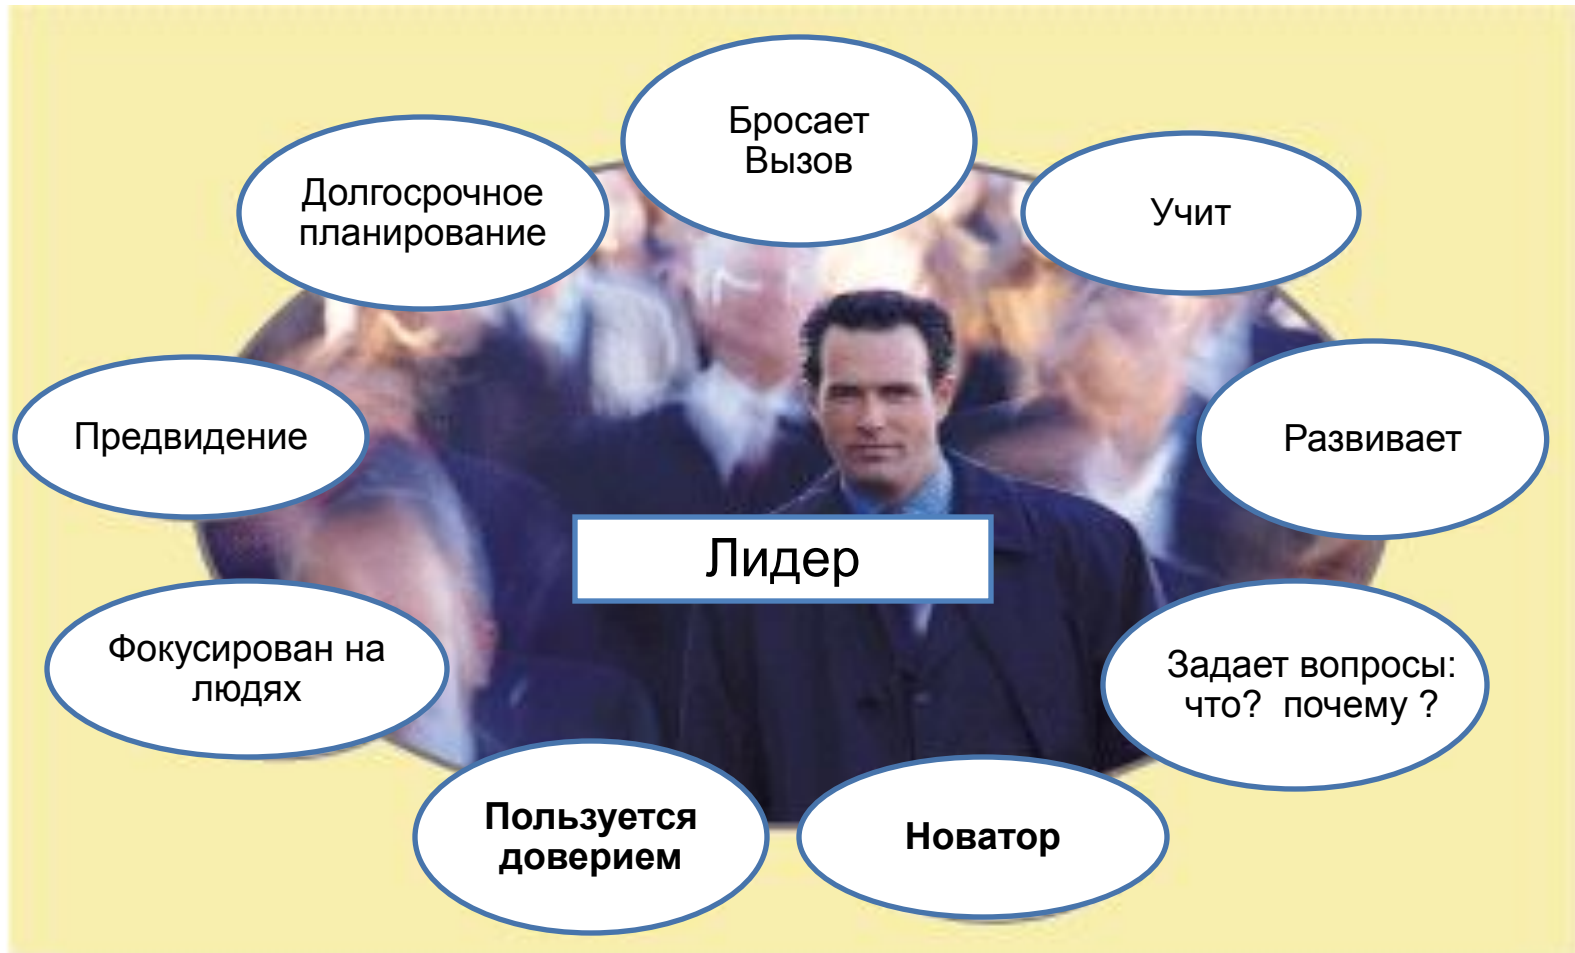 Бросает
Вызов
Долгосрочное
планирование
Учит
Предвидение
Развивает
Лидер
Фокусирован на
людях
Задает вопросы:
что?  почему ?
Пользуется
доверием
Новатор